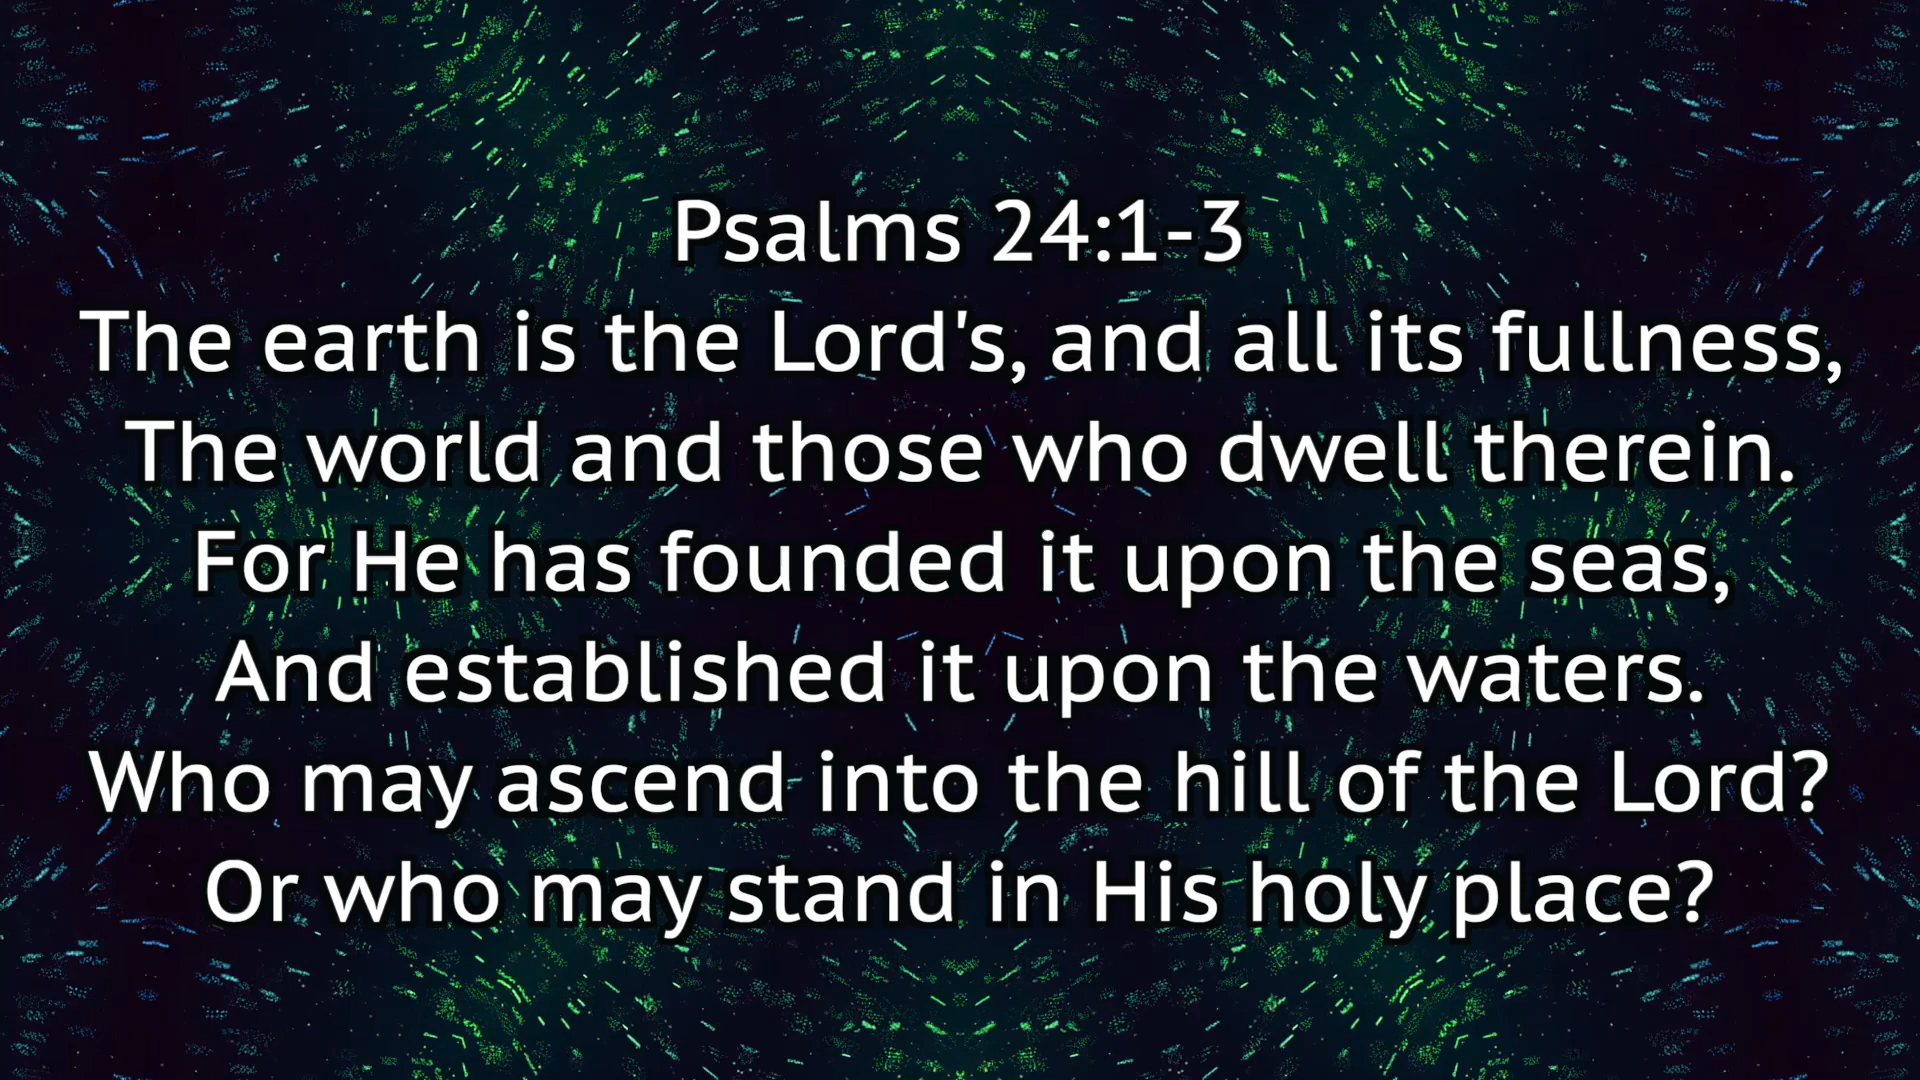 Psalms 24:1-3
The earth is the Lord's, and all its fullness,
The world and those who dwell therein.
For He has founded it upon the seas,
And established it upon the waters.
Who may ascend into the hill of the Lord?
Or who may stand in His holy place?